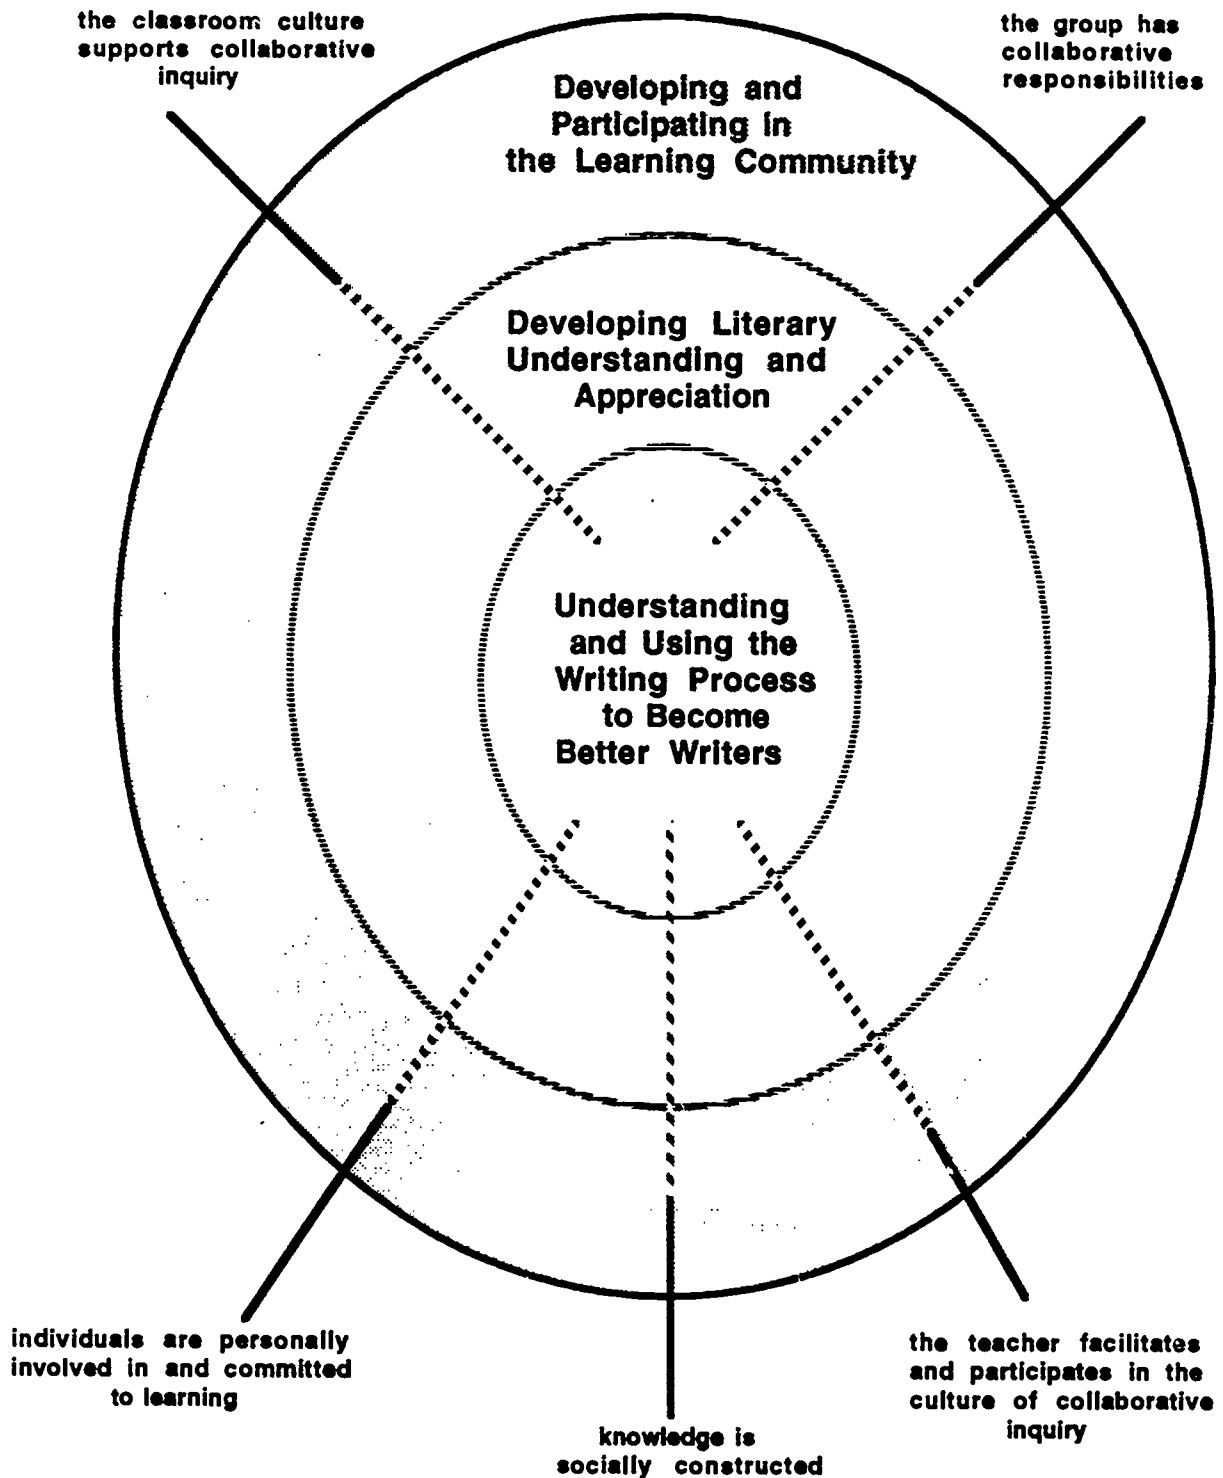 the classroom culture
supports collaborative
inquiry
the group has
collaborative
responsibilities
Developing and
Participating in
the Learning Community
Developing Literary
Understanding and
Appreciation
Understanding
and Using the
Writing Process
to Become
Better Writers
individuals are personally
involved in and committed
to learning
knowledge is
socially constructed
the teacher facilitates
and participates in the
culture of collaborative
inquiry